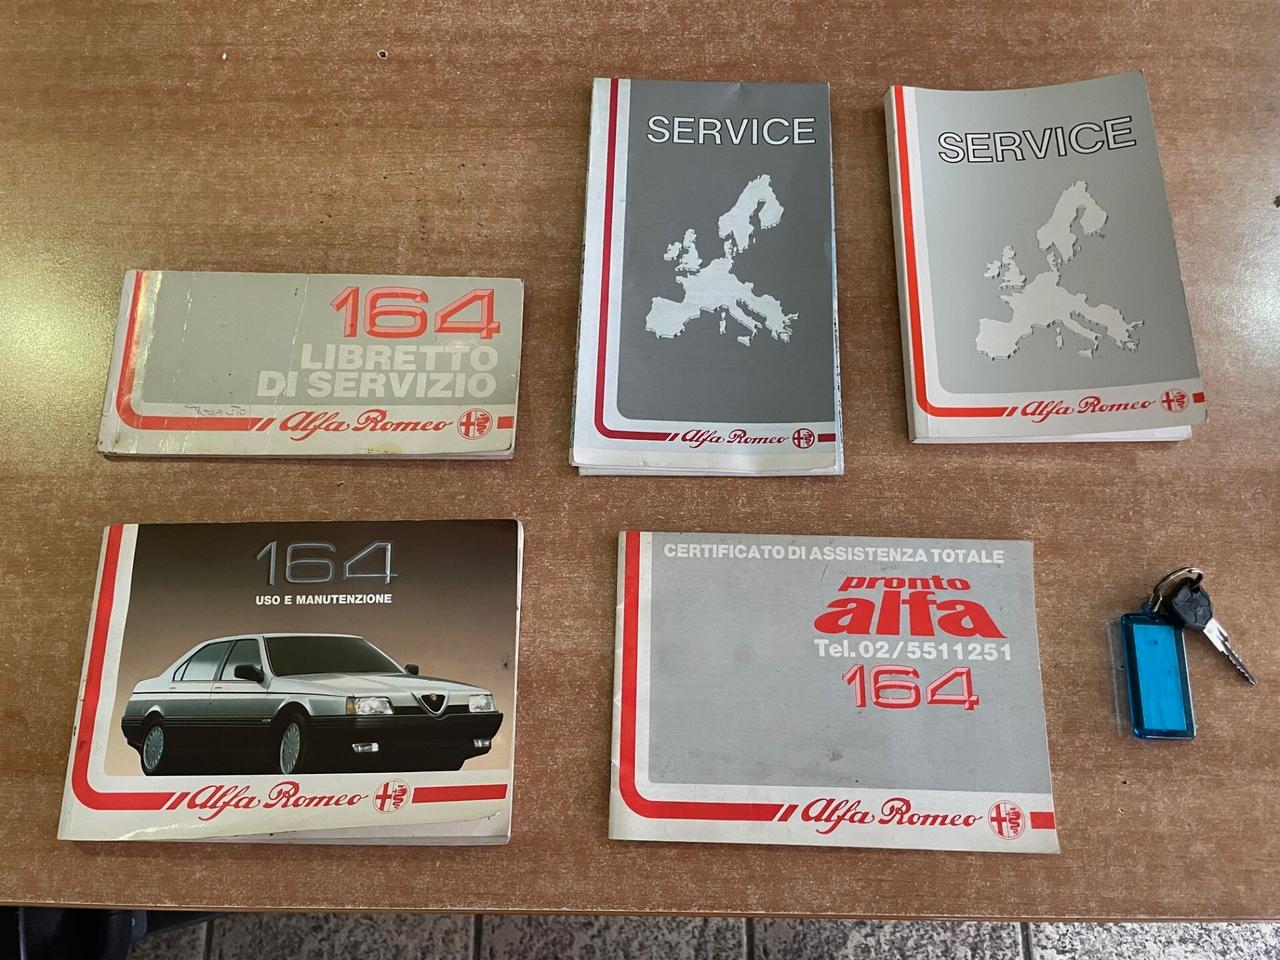 SERVICE
Alfa Romeo
SERVICE
Alfa Romeo
164
LIBRETTO
DI SERVIZIO
Alfa Romeo
164
USO E MANUTENZIONE
Alfa Romeo
CERTIFICATO DI ASSISTENZA TOTALE
pronto
alfa
Tel. 02/5511251
164
Alfa Romeo